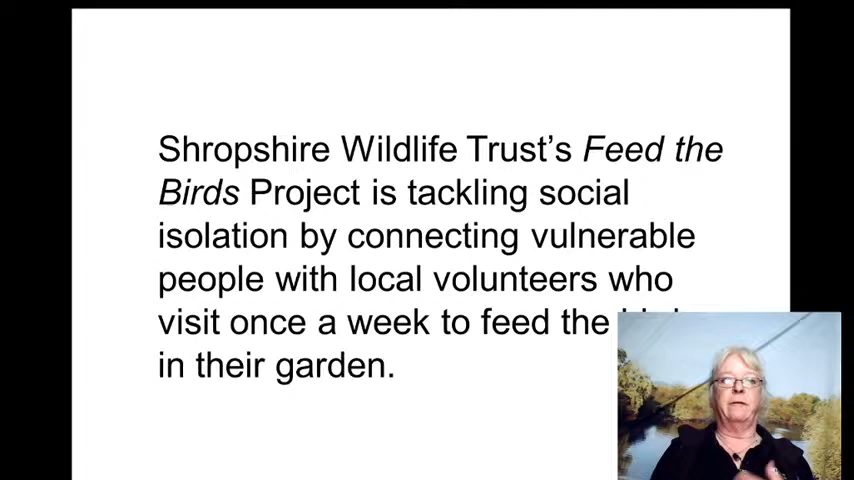 Shropshire Wildlife Trust’s Feed the
Birds Project is tackling social
isolation by connecting vulnerable
people with local volunteers who
visit once a week to feed the
in their garden.